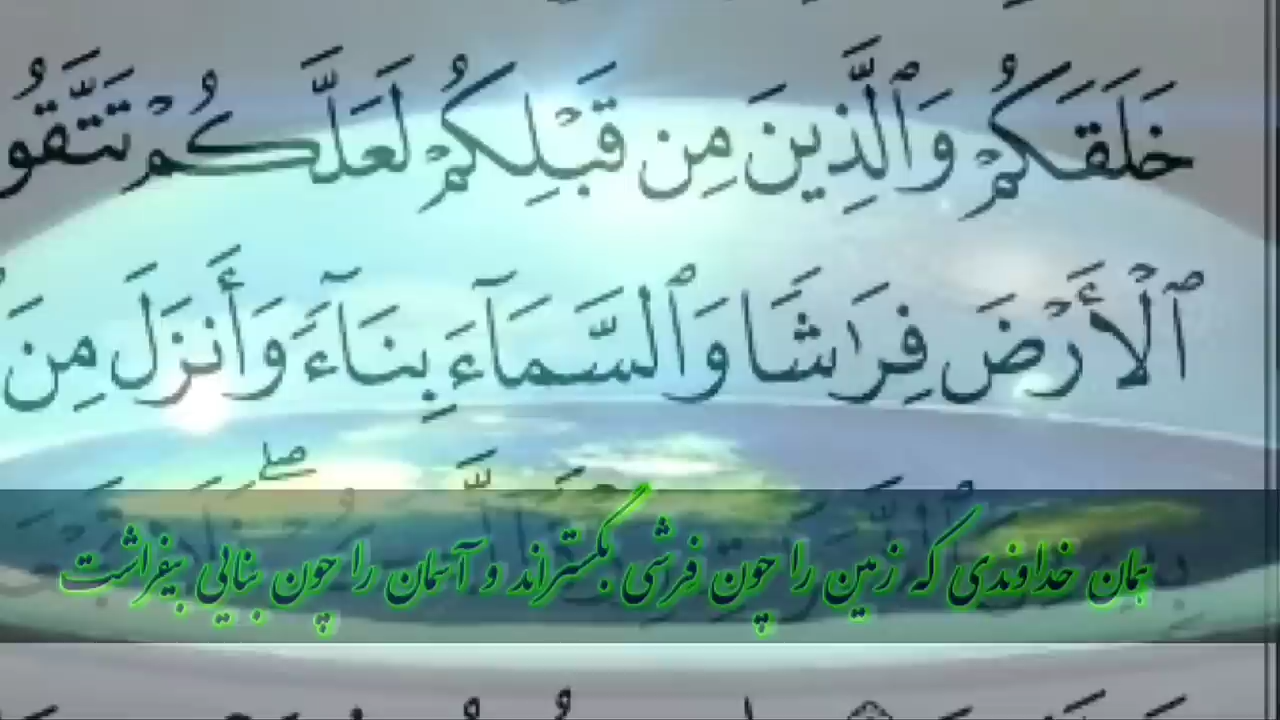 خَلَقَكُمْ وَٱلَّذِينَ مِن قَبْلِكُمْ لَعَلَّكُمْ تَتَّقُو
ٱلْأَرْضَ فِرَٰشًا وَٱلسَّمَآءَ بِنَآءً وَأَنزَلَ مِنَ
همان خداوندی که زمین را چون فرشی بگستراند و آسمان را چون بنایی بیفراشت